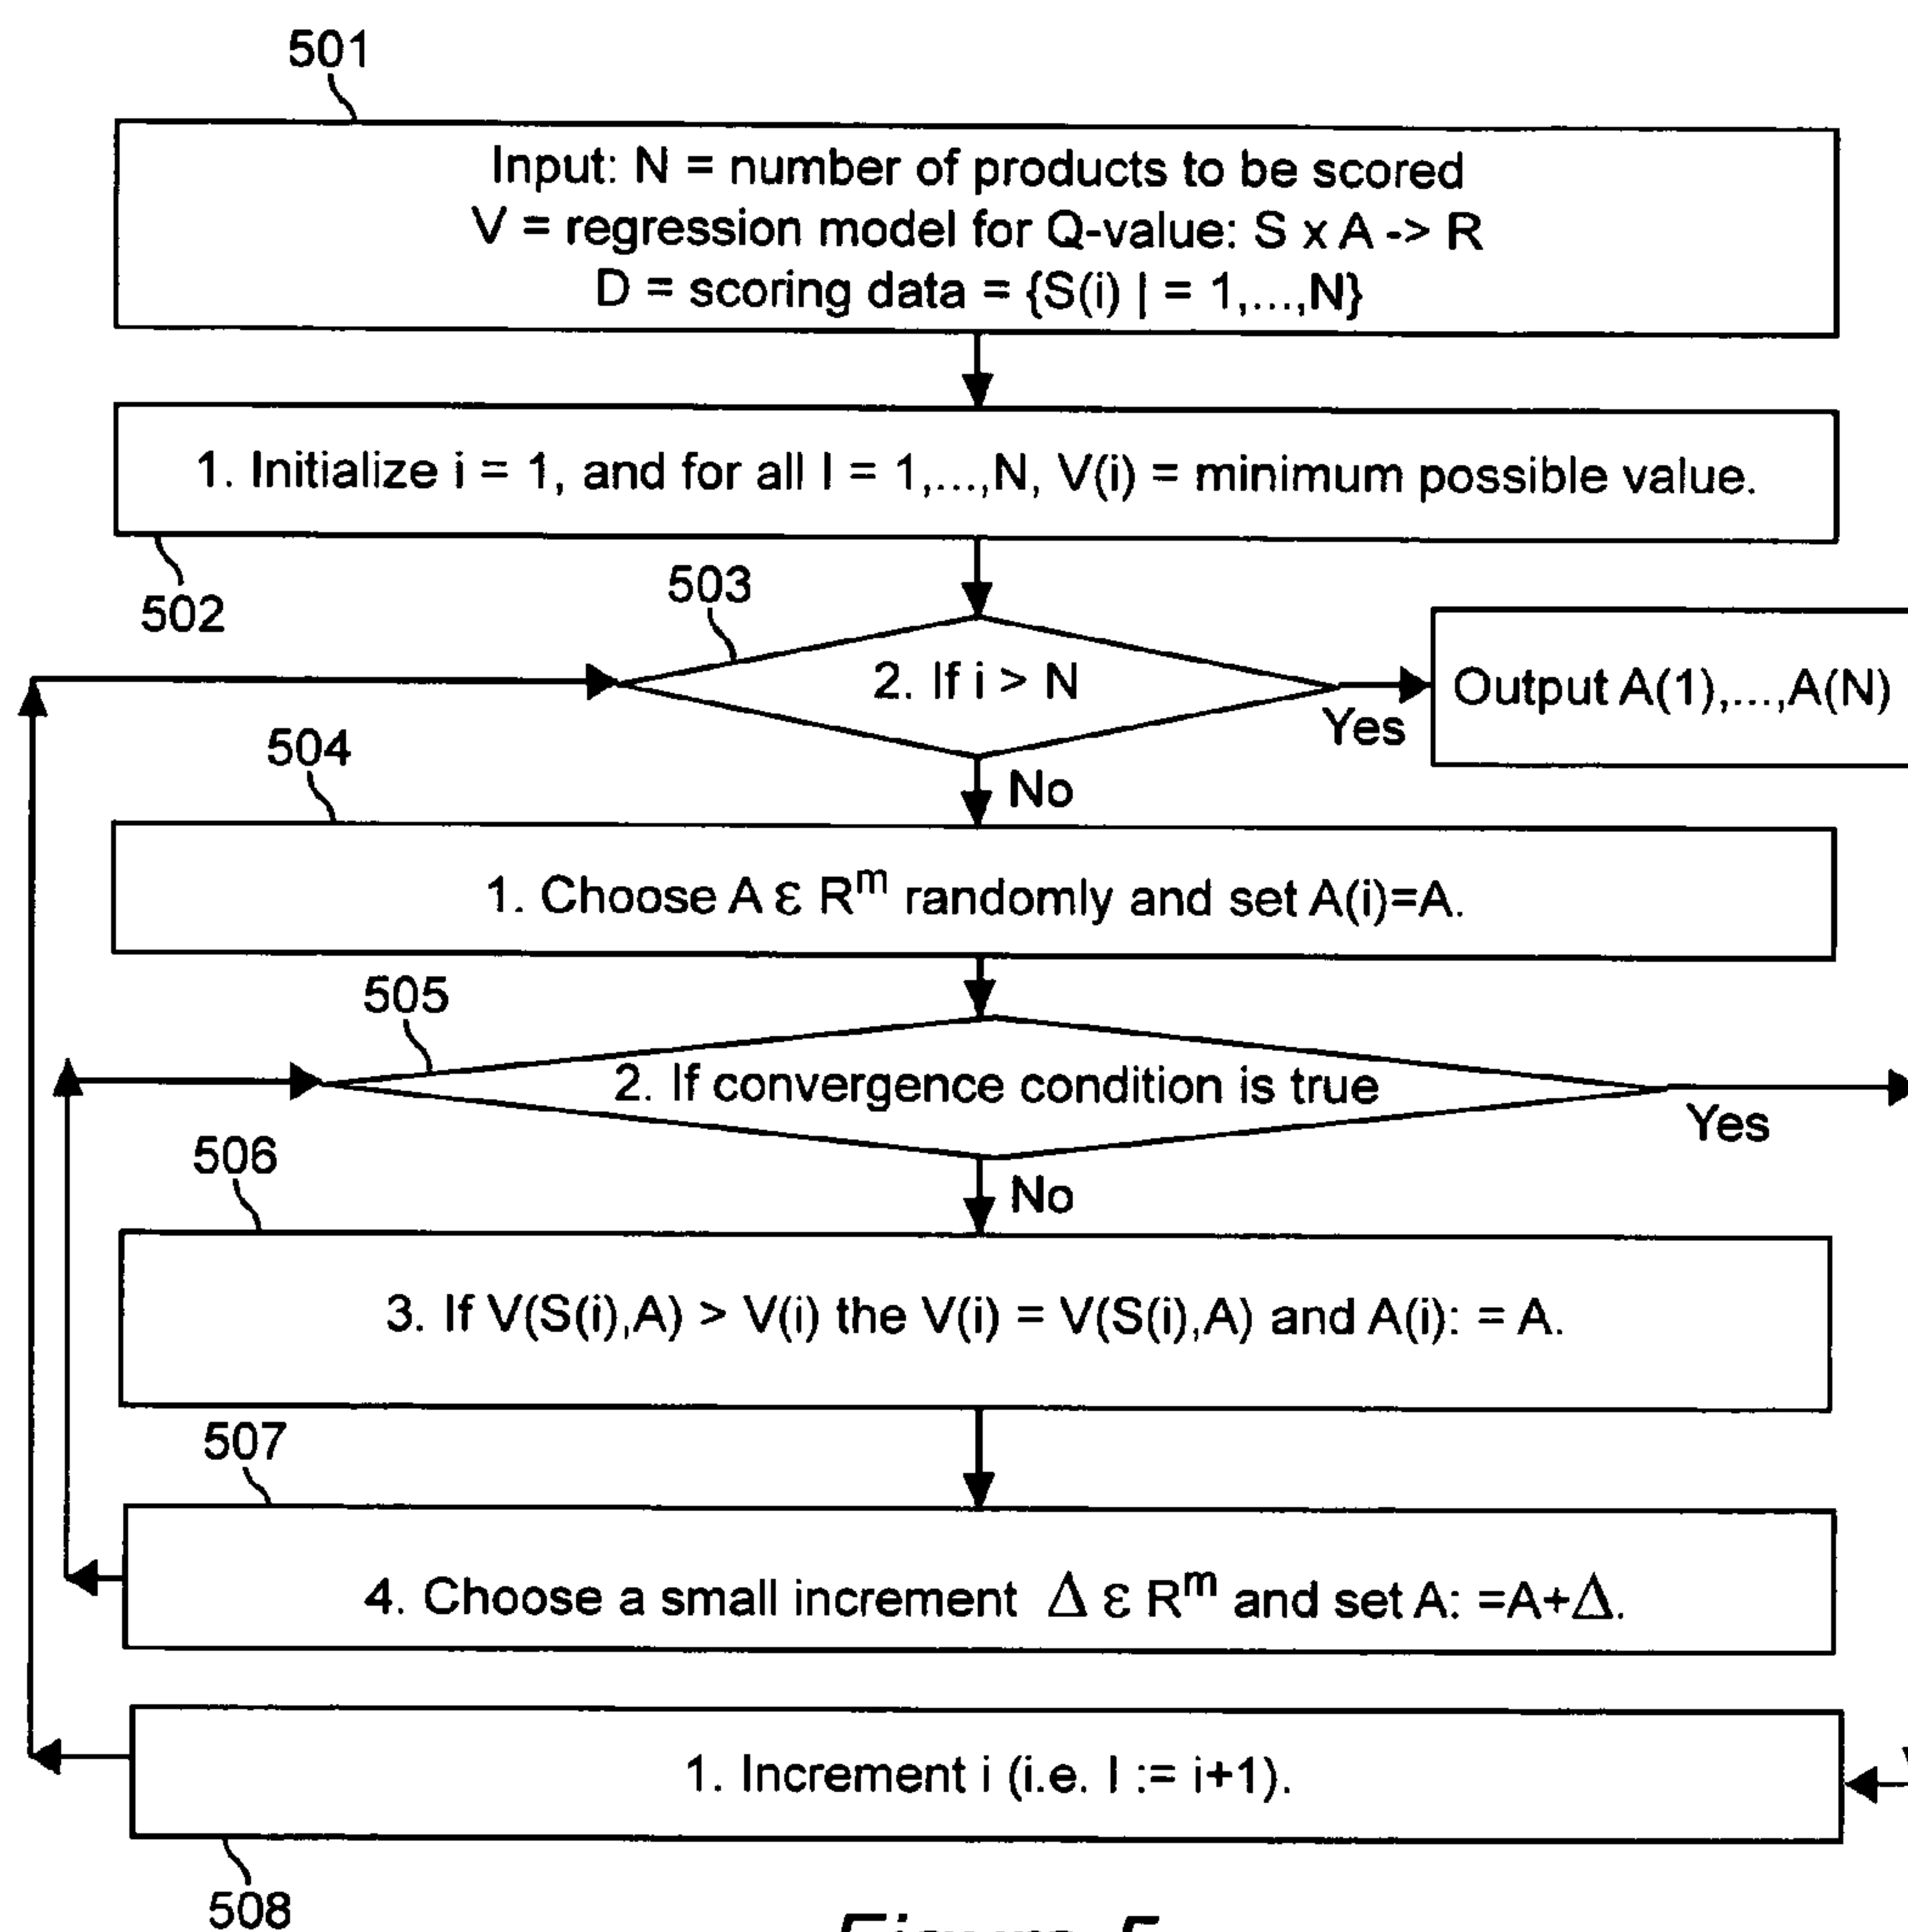 501
Input: N = number of products to be scored
V = regression model for Q-value: S x A -> R
D = scoring data = {S(i) | = 1,...,N}
1. Initialize i = 1, and for all I = 1,...,N, V(i) = minimum possible value.
502
503
2. If i > N
Yes
Output A(1),...,A(N)
No
504
1. Choose A ε R^m randomly and set A(i)=A.
505
2. If convergence condition is true
Yes
No
506
3. If V(S(i),A) > V(i) the V(i) = V(S(i),A) and A(i): = A.
507
4. Choose a small increment Δ ε R^m and set A: =A+Δ.
1. Increment i (i.e. I := i+1).
508
Figure 5